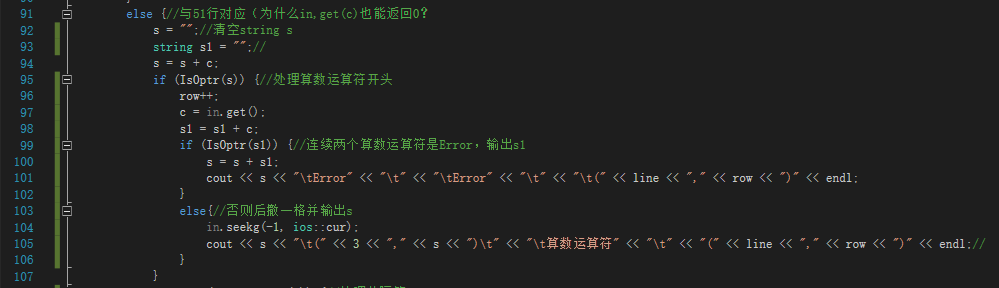 91 else {//与51行对应（为什么in,get(c)也能返回0？
92 s = "";//清空string s
93 string s1 = "";//
94 s = s + c;
95 if (IsOptr(s)) {//处理算数运算符开头
96 row++;
97 c = in.get();
98 s1 = s1 + c;
99 if (IsOptr(s1)) {//连续两个算数运算符是Error，输出s1
100 s = s + s1;
101 cout << s << "\tError" << "\t" << "\tError" << "\t" << "\t(" << line << "," << row << ")" << endl;
102 }
103 else{//否则后撤一格并输出s
104 in.seekg(-1, ios::cur);
105 cout << s << "\t(" << 3 << "," << s << ")\t" << "\t算数运算符" << "\t" << "(" << line << "," << row << ")" << endl;//
106 }
107 }